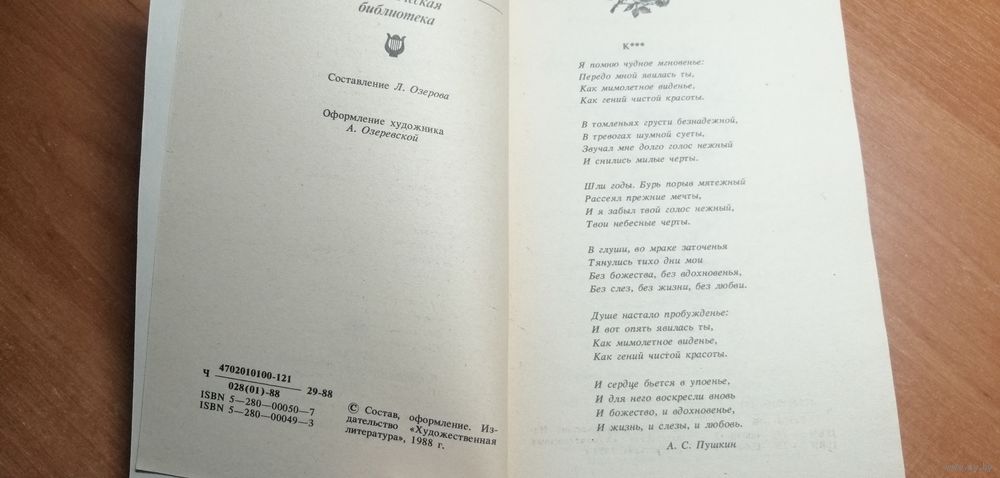 библиотека
Составление Л. Озерова
Оформление художника
А. Озеревской
Ч 4702010100-121 29-88
028(01)-88
ISBN 5—280—00050—7
ISBN 5—280—00049—3
© Состав, оформление. Из-
дательство «Художественная
литература», 1988 г.
К***
Я помню чудное мгновенье:
Передо мной явилась ты,
Как мимолетное виденье,
Как гений чистой красоты.
В томленьях грусти безнадежной,
В тревогах шумной суеты,
Звучал мне долго голос нежный
И снились милые черты.
Шли годы. Бурь порыв мятежный
Рассеял прежние мечты,
И я забыл твой голос нежный,
Твои небесные черты.
В глуши, во мраке заточенья
Тянулись тихо дни мои
Без божества, без вдохновенья,
Без слез, без жизни, без любви.
Душе настало пробужденье:
И вот опять явилась ты,
Как мимолетное виденье,
Как гений чистой красоты.
И сердце бьется в упоенье,
И для него воскресли вновь
И божество, и вдохновенье,
И жизнь, и слезы, и любовь.
А. С. Пушкин